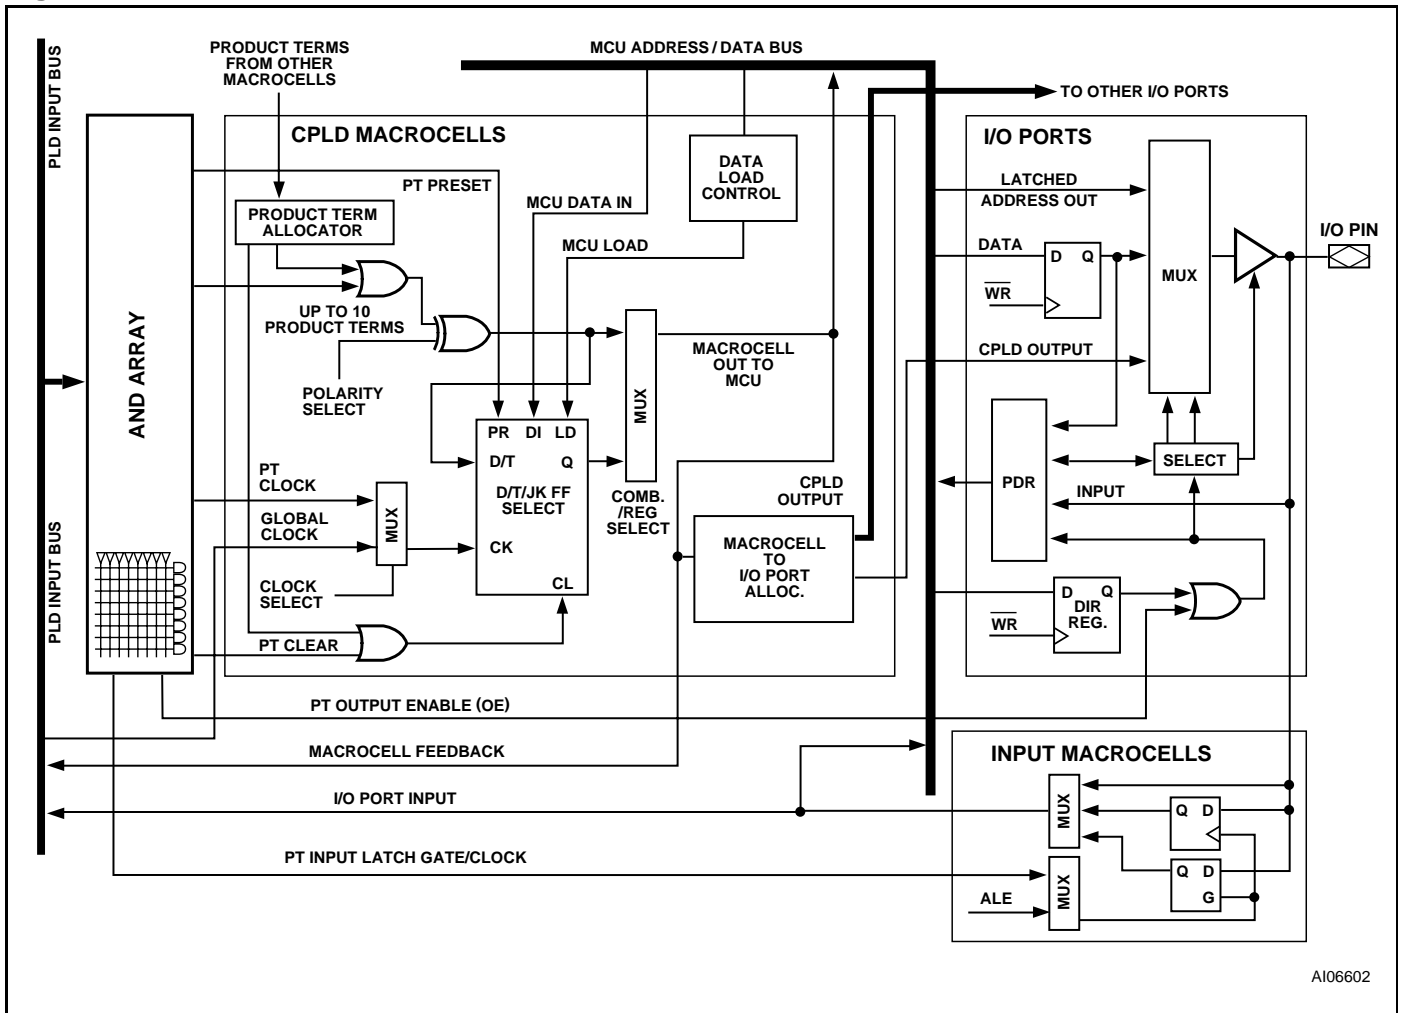 PRODUCT TERMS
FROM OTHER
MACROCELLS
MCU ADDRESS / DATA BUS
TO OTHER I/O PORTS
PLD INPUT BUS
CPLD MACROCELLS
I/O PORTS
DATA
LOAD
CONTROL
PT PRESET
MCU DATA IN
LATCHED
ADDRESS OUT
PRODUCT TERM
ALLOCATOR
MCU LOAD
DATA
D Q
WR
MUX
I/O PIN
UP TO 10
PRODUCT TERMS
AND ARRAY
POLARITY
SELECT
MACROCELL
OUT TO
MCU
CPLD OUTPUT
MUX
PR DI LD
D/T Q
D/T/JK FF
SELECT
CK
CL
COMB.
/REG
SELECT
PT
CLOCK
GLOBAL
CLOCK
MUX
CLOCK
SELECT
PT CLEAR
CPLD
OUTPUT
MACROCELL
TO
I/O PORT
ALLOC.
PDR
SELECT
INPUT
D Q
DIR
REG.
WR
PLD INPUT BUS
PT OUTPUT ENABLE (OE)
MACROCELL FEEDBACK
I/O PORT INPUT
PT INPUT LATCH GATE/CLOCK
INPUT MACROCELLS
MUX
Q D
Q D
G
MUX
ALE
AI06602